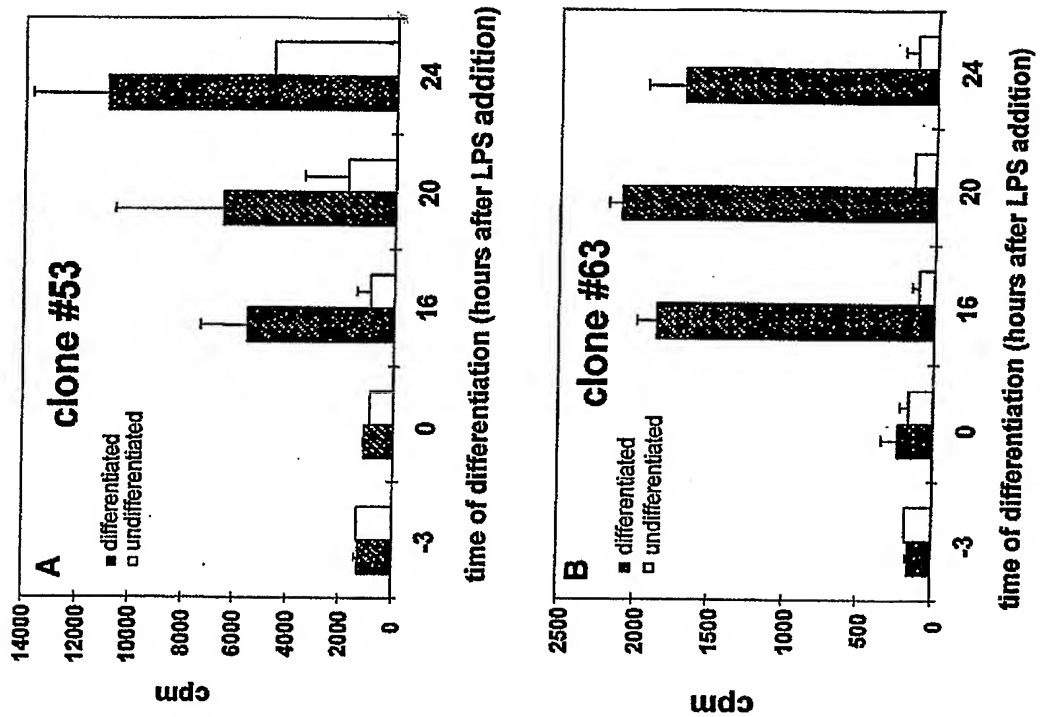 A
clone #53
differentiated
undifferentiated
cpm
14000
12000
10000
8000
6000
4000
2000
0
-3
0
16
20
24
time of differentiation (hours after LPS addition)
B
clone #63
differentiated
undifferentiated
cpm
2500
2000
1500
1000
500
0
-3
0
16
20
24
time of differentiation (hours after LPS addition)